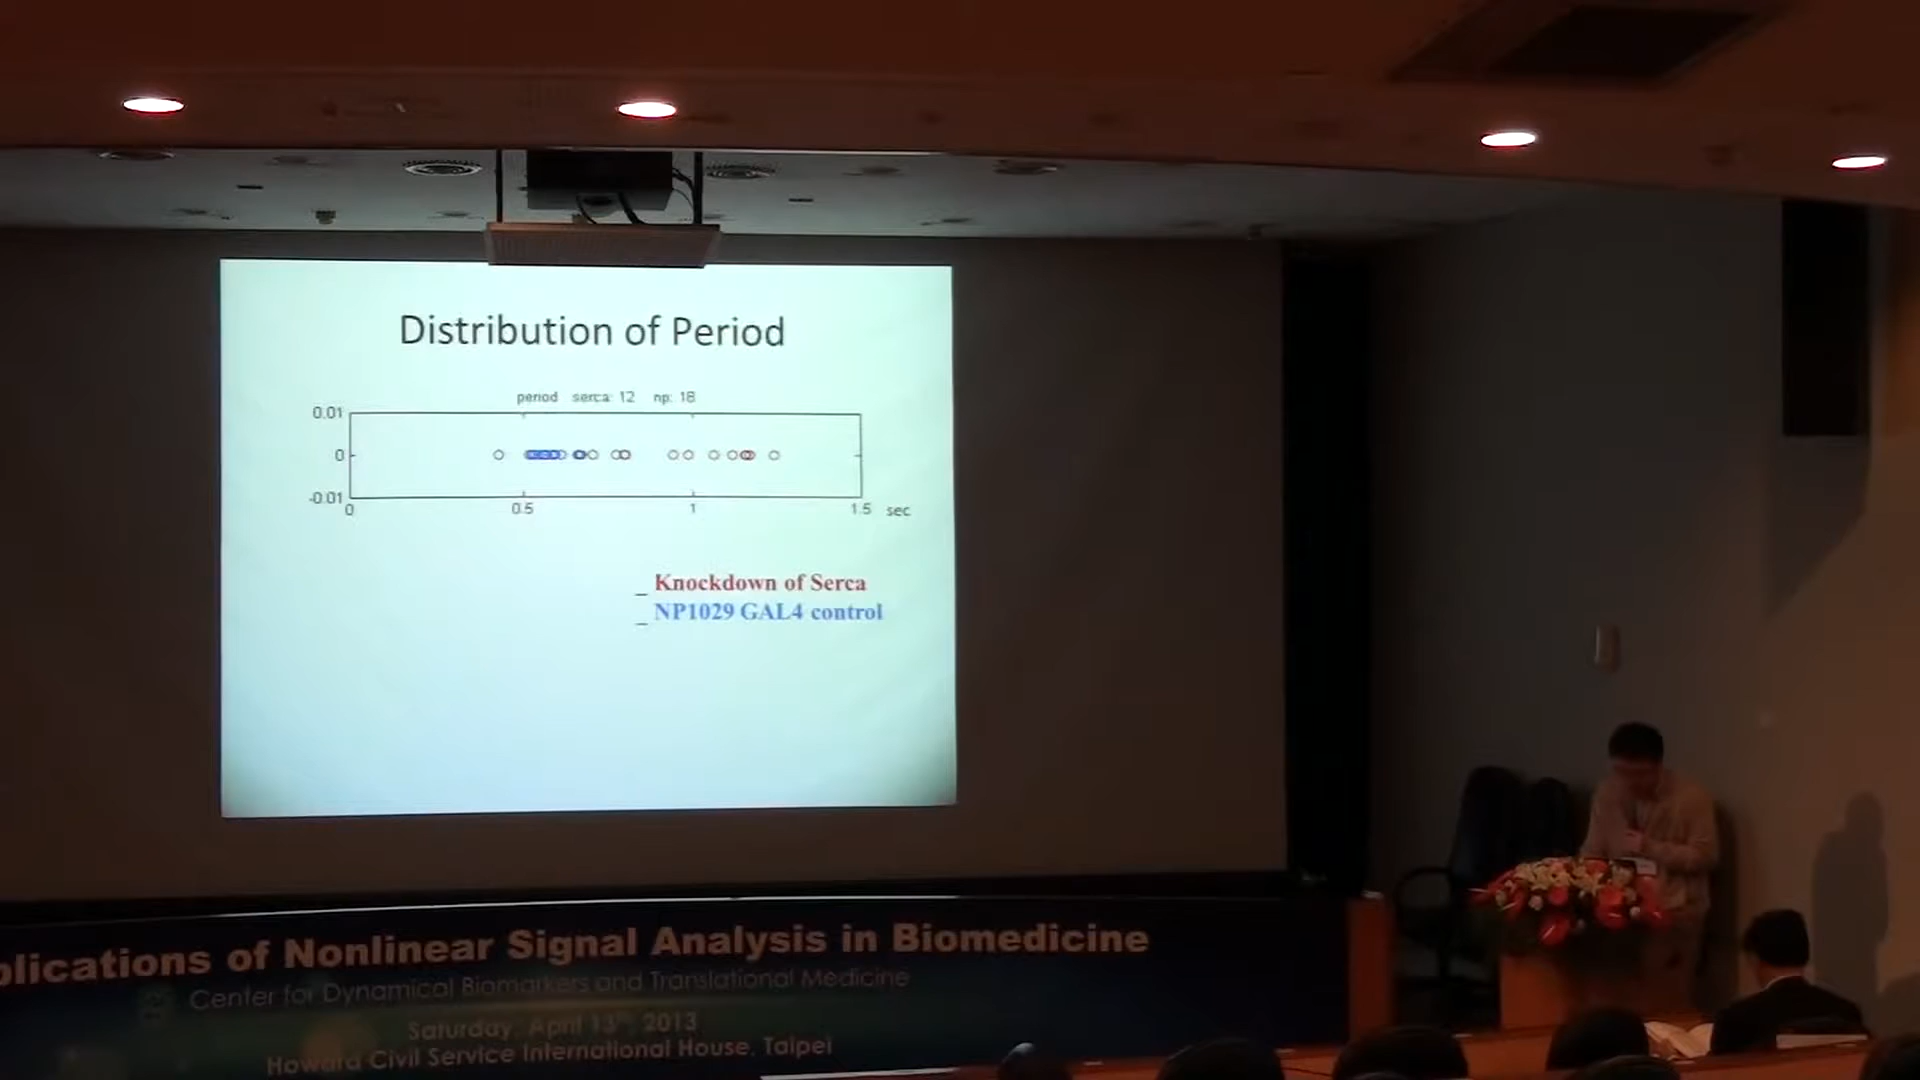 Distribution of Period
period serca: 12 np: 18
0.01
0
-0.01
0 0.5 1 1.5 sec
_ Knockdown of Serca
_ NP1029 GAL4 control
plications of Nonlinear Signal Analysis in Biomedicine
Center for Dynamical Biomarkers and Translational Medicine
Saturday, April 13th, 2013
Howard Civil Service International House, Taipei